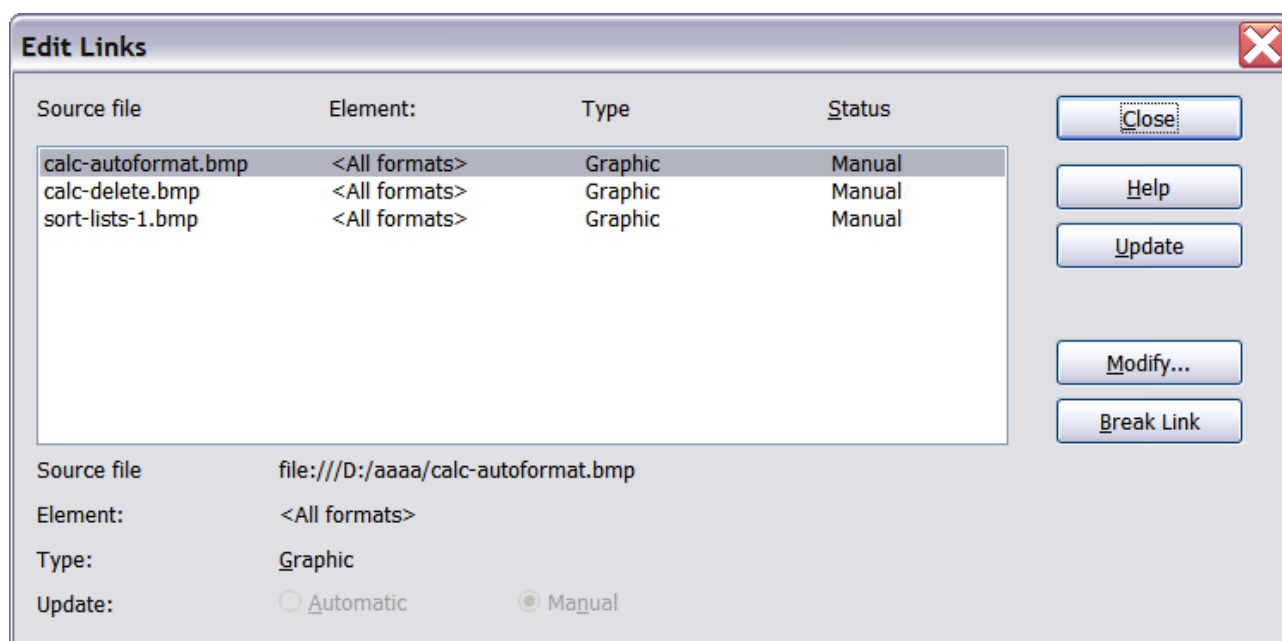 Edit Links
Source file Element: Type Status
Close
calc-autoformat.bmp <All formats> Graphic Manual
calc-delete.bmp <All formats> Graphic Manual
Help
sort-lists-1.bmp <All formats> Graphic Manual
Update
Modify...
Break Link
Source file file:///D:/aaaa/calc-autoformat.bmp
Element: <All formats>
Type: Graphic
Update: Automatic Manual